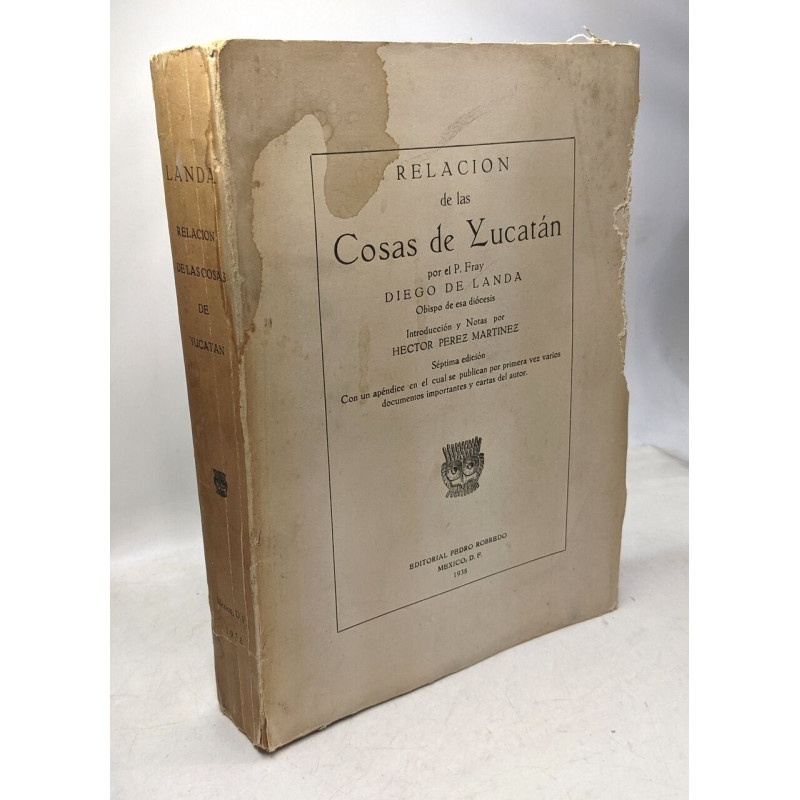 LANDA
RELACION
DE LAS COSAS
DE
YUCATAN
MEXICO, D. F.
1938
RELACION
de las
Cosas de Yucatán
por el P. Fray
DIEGO DE LANDA
Obispo de esa diócesis
Introducción y Notas por
HECTOR PEREZ MARTINEZ
Séptima edición
Con un apéndice en el cual se publican por primera vez varios
documentos importantes y cartas del autor.
EDITORIAL PEDRO ROBREDO
MEXICO, D. F.
1938